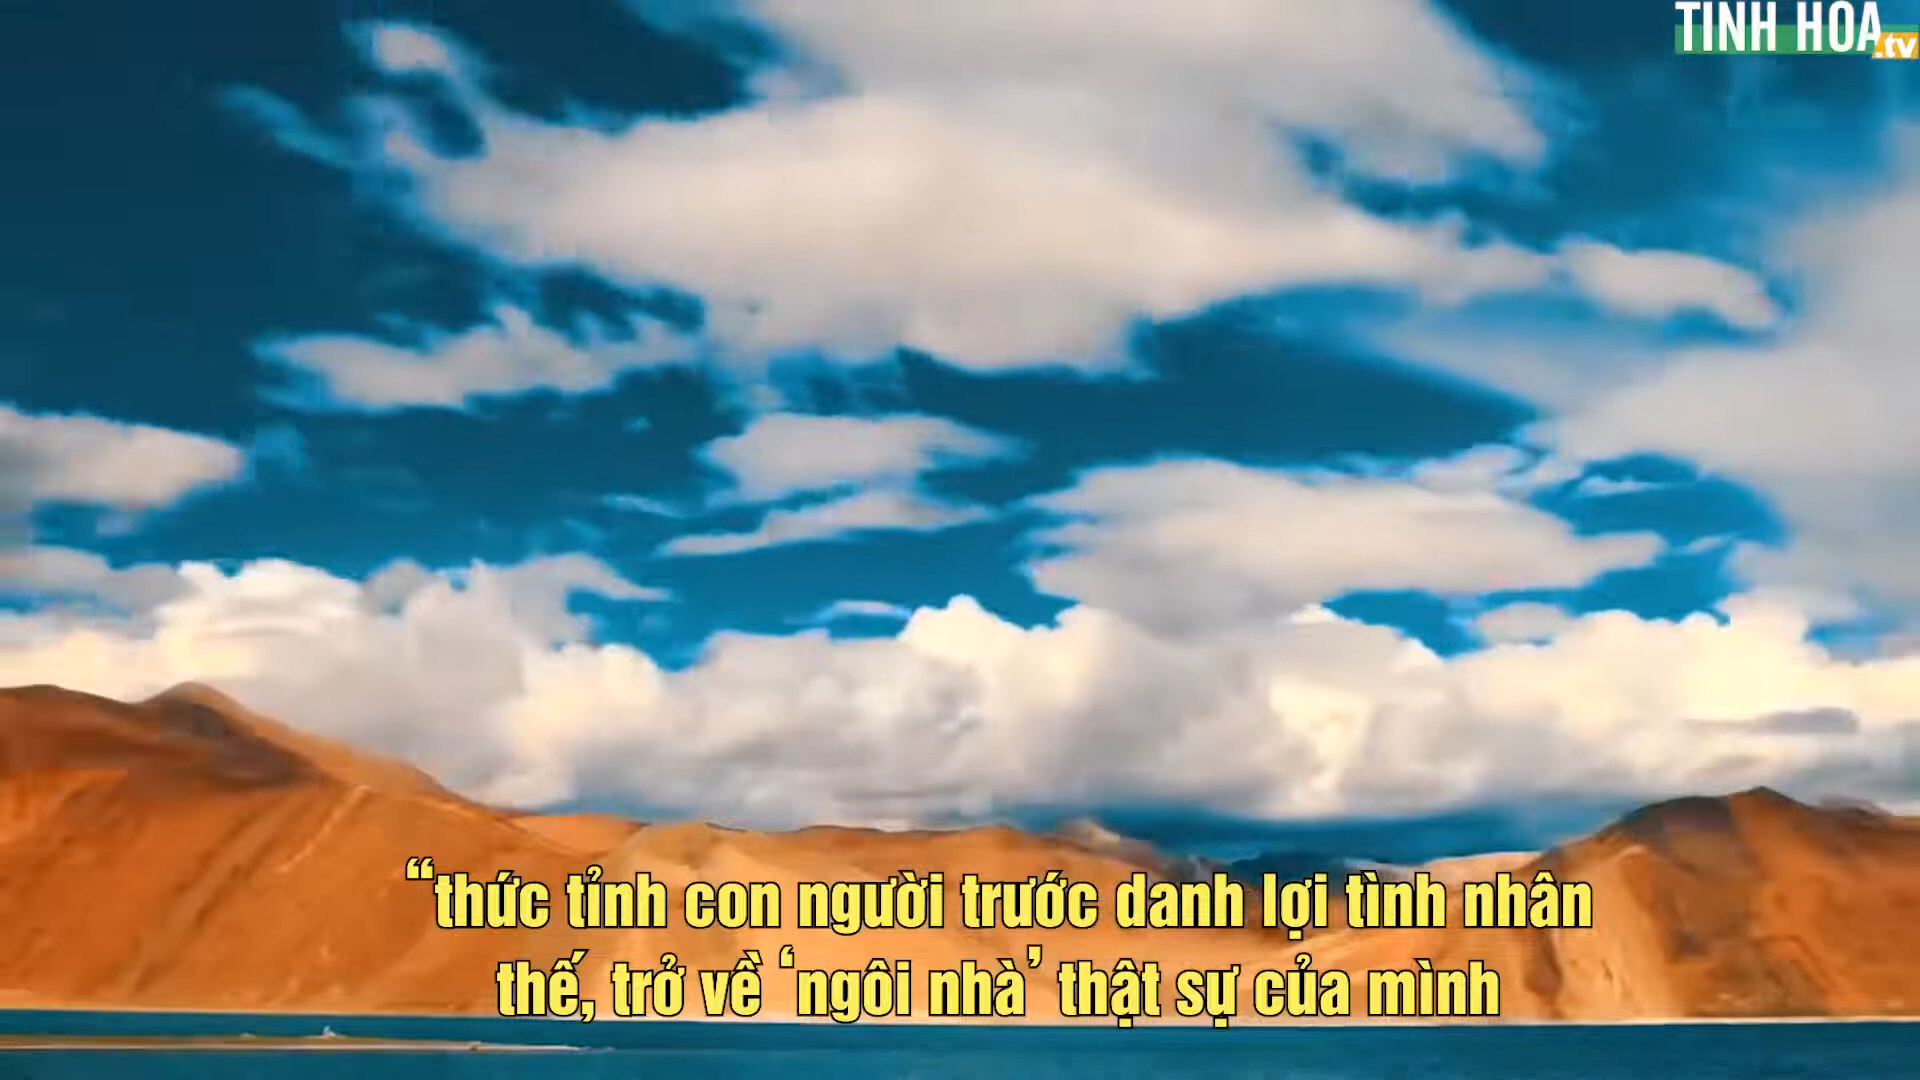 TINH HOA
.tv
“thức tỉnh con người trước danh lợi tình nhân
thế, trở về ‘ngôi nhà’ thật sự của mình